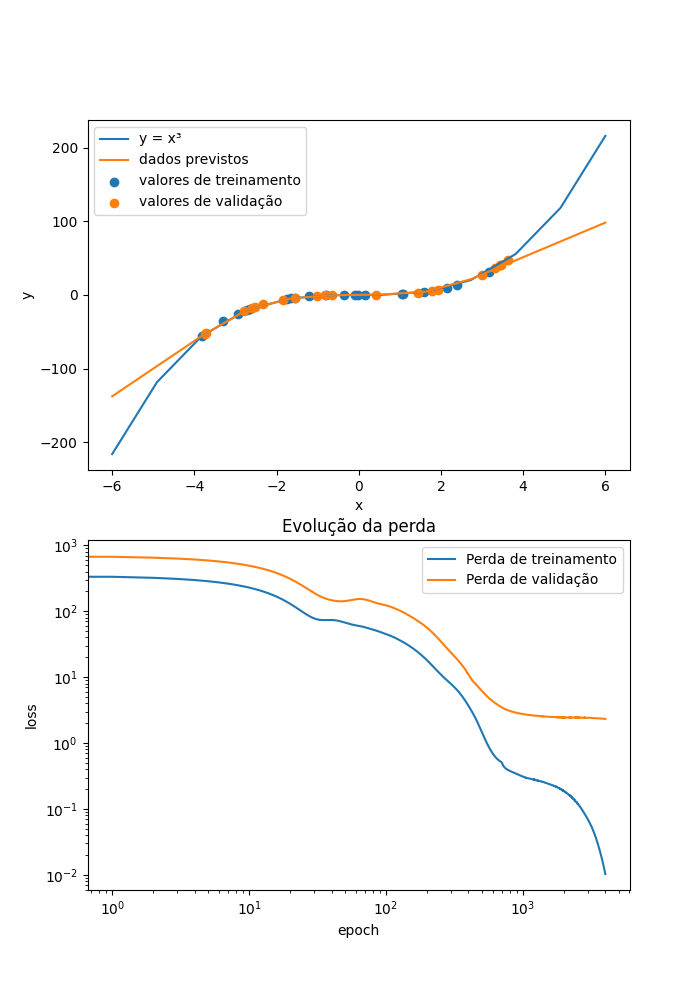 y = x³
dados previstos
valores de treinamento
valores de validação
200
100
0
−100
−200
y
−6
−4
−2
0
2
4
6
x
Evolução da perda
Perda de treinamento
Perda de validação
10³
10²
10¹
10⁰
10⁻¹
10⁻²
loss
10⁰
10¹
10²
10³
epoch